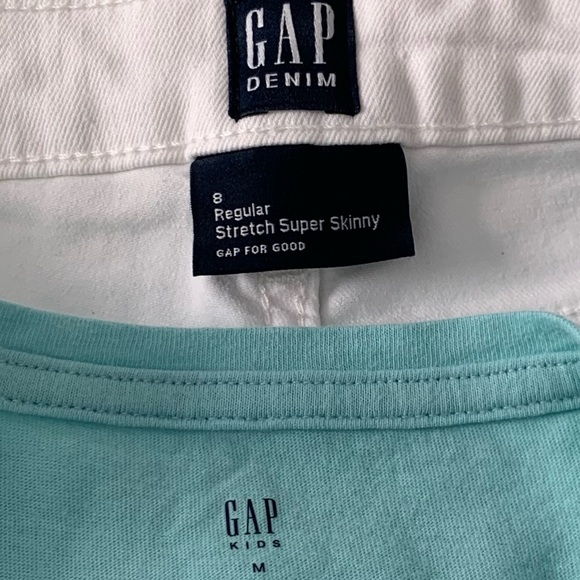 GAP
DENIM
8
Regular
Stretch Super Skinny
GAP FOR GOOD
GAP
KIDS
M